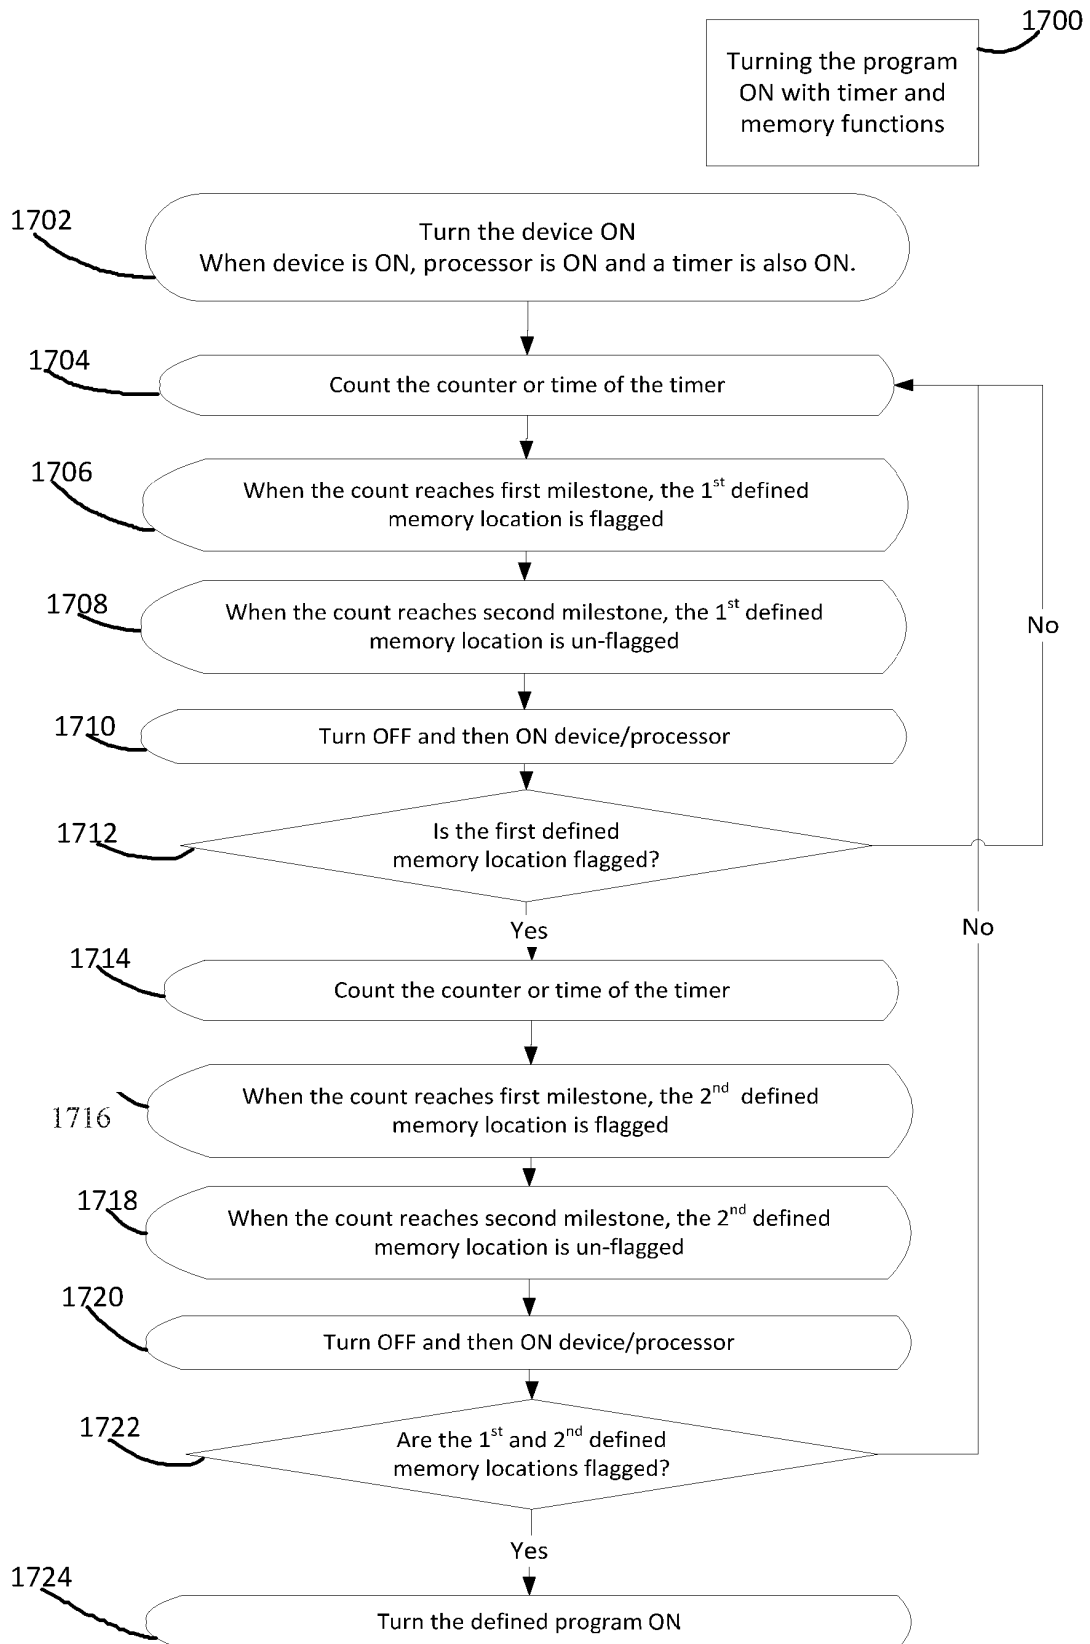 1700
Turning the program
ON with timer and
memory functions
1702
Turn the device ON
When device is ON, processor is ON and a timer is also ON.
1704
Count the counter or time of the timer
1706
When the count reaches first milestone, the 1st defined
memory location is flagged
1708
When the count reaches second milestone, the 1st defined
memory location is un-flagged
No
1710
Turn OFF and then ON device/processor
1712
Is the first defined
memory location flagged?
Yes
No
1714
Count the counter or time of the timer
1716
When the count reaches first milestone, the 2nd defined
memory location is flagged
1718
When the count reaches second milestone, the 2nd defined
memory location is un-flagged
1720
Turn OFF and then ON device/processor
1722
Are the 1st and 2nd defined
memory locations flagged?
Yes
1724
Turn the defined program ON